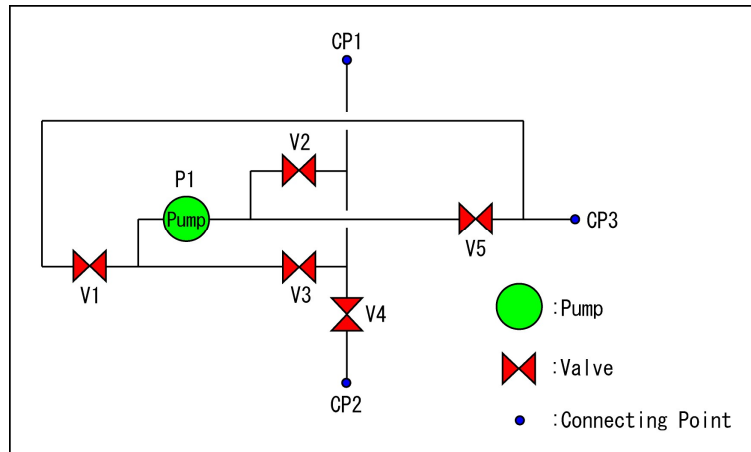 CP1
V2
P1
Pump
CP3
V5
V1
V3
V4
:Pump
:Valve
CP2
:Connecting Point